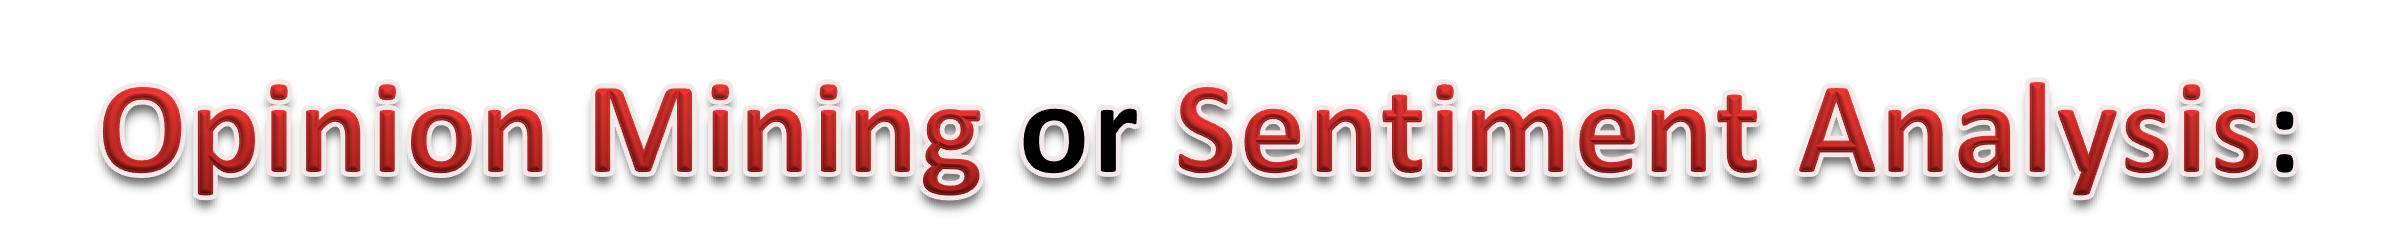 Opinion Mining or Sentiment Analysis: